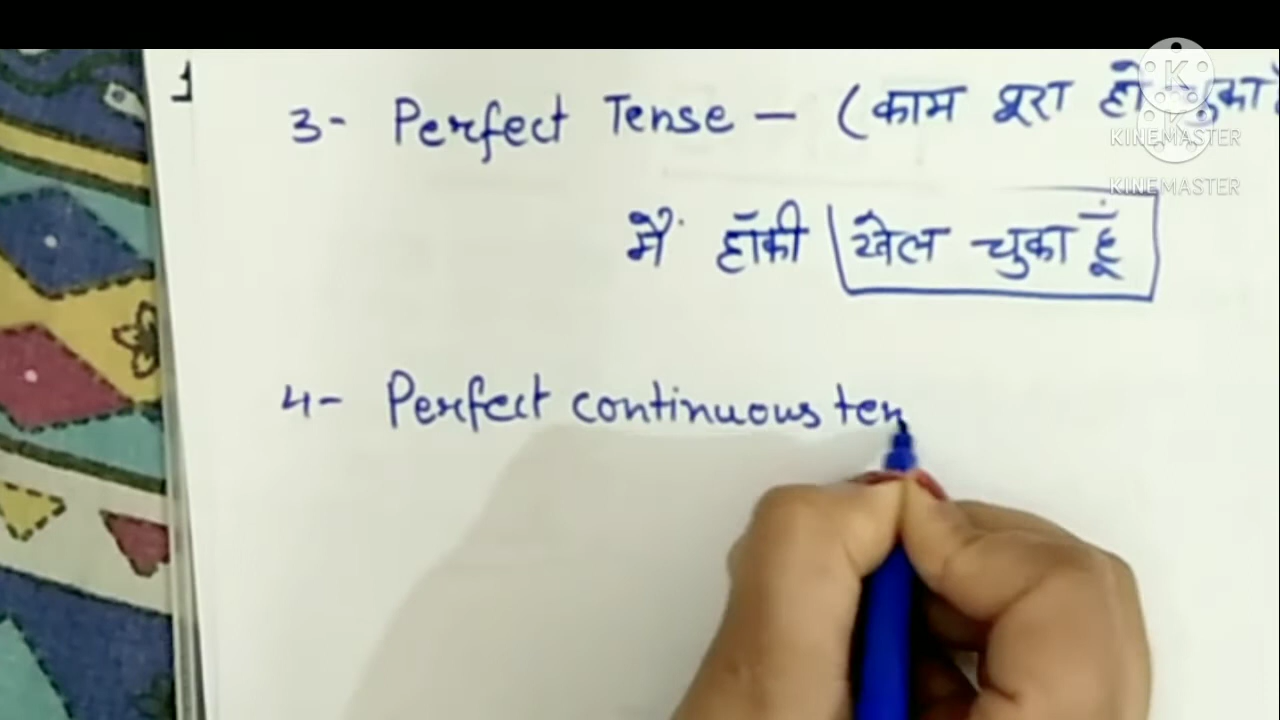 3- Perfect Tense – (काम पूरा हो चुका
KINEMASTER
KINEMASTER
मैं हॉकी खेल चुका हूँ
4- Perfect continuous ten